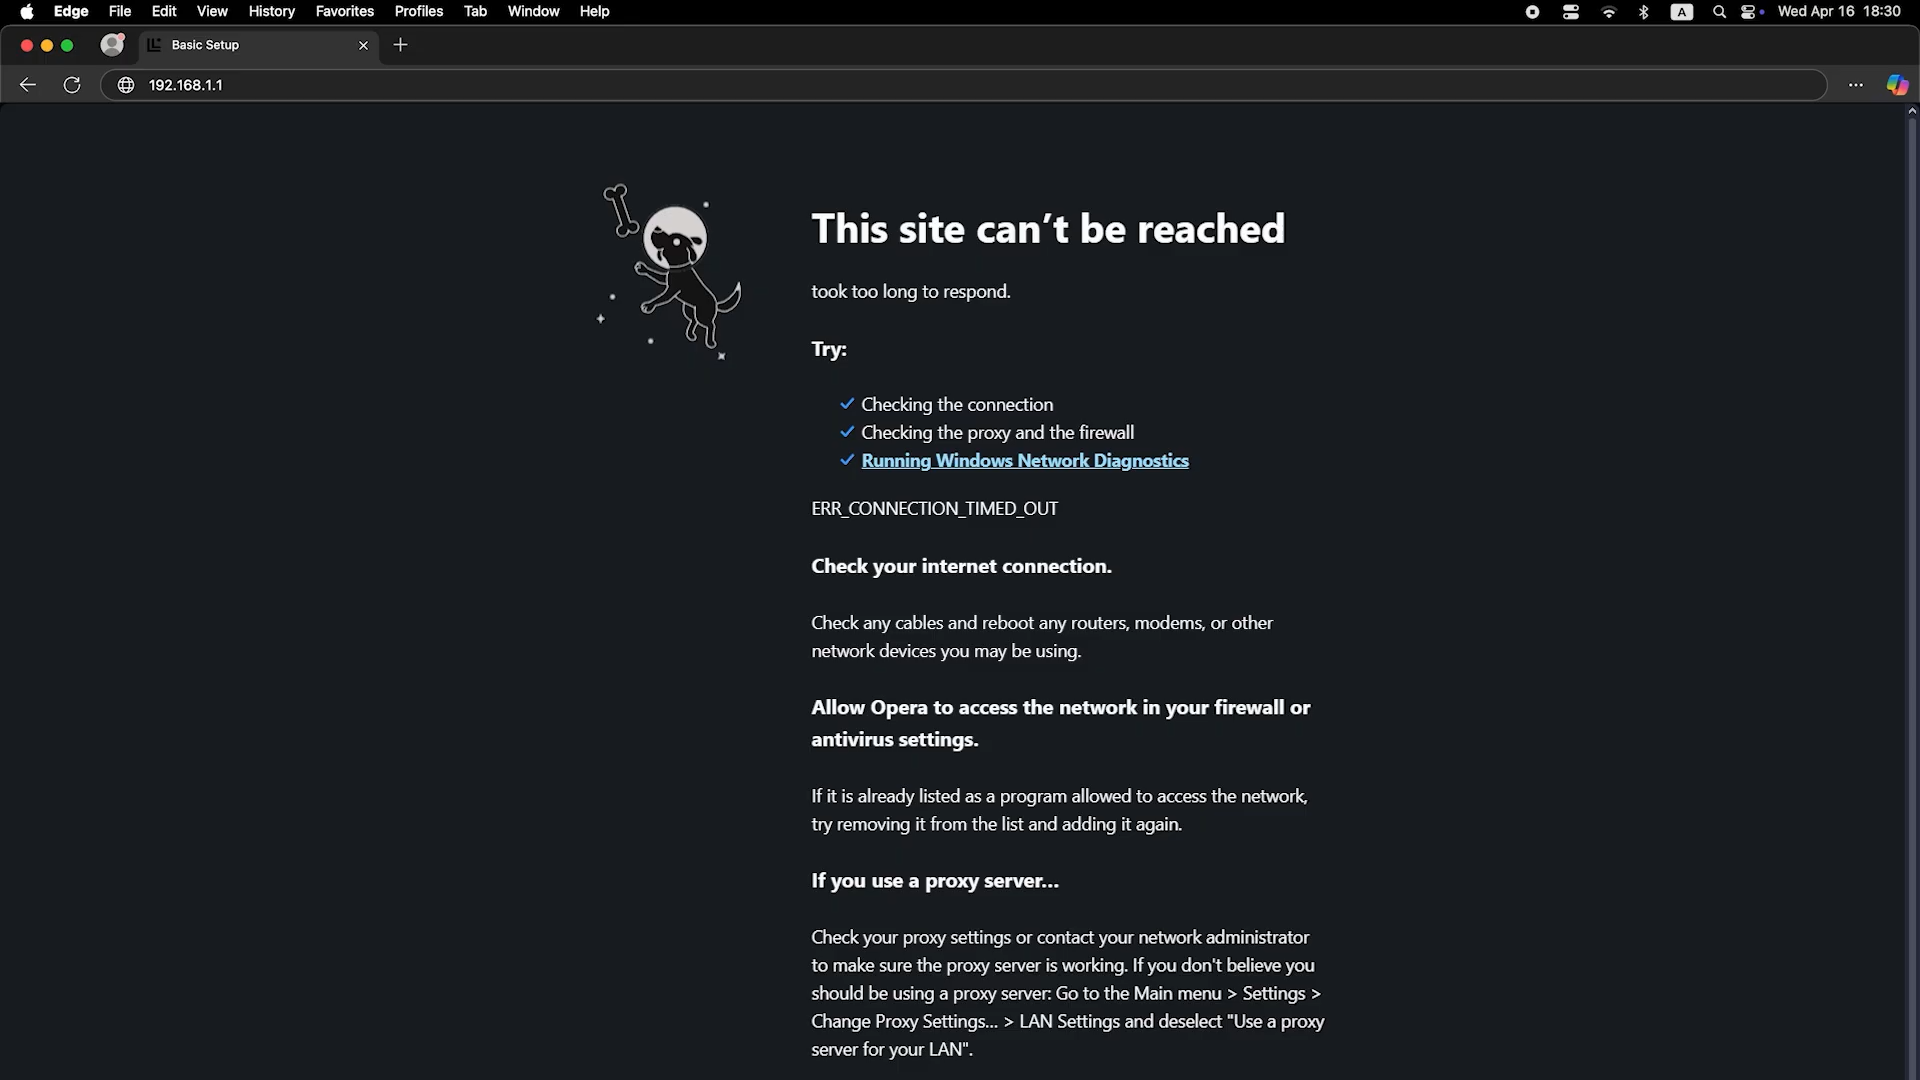 Edge File Edit View History Favorites Profiles Tab Window Help
A Wed Apr 16 18:30
Basic Setup
192.168.1.1
This site can’t be reached
took too long to respond.
Try:
Checking the connection
Checking the proxy and the firewall
Running Windows Network Diagnostics
ERR_CONNECTION_TIMED_OUT
Check your internet connection.
Check any cables and reboot any routers, modems, or other
network devices you may be using.
Allow Opera to access the network in your firewall or
antivirus settings.
If it is already listed as a program allowed to access the network,
try removing it from the list and adding it again.
If you use a proxy server...
Check your proxy settings or contact your network administrator
to make sure the proxy server is working. If you don't believe you
should be using a proxy server: Go to the Main menu > Settings >
Change Proxy Settings... > LAN Settings and deselect "Use a proxy
server for your LAN".